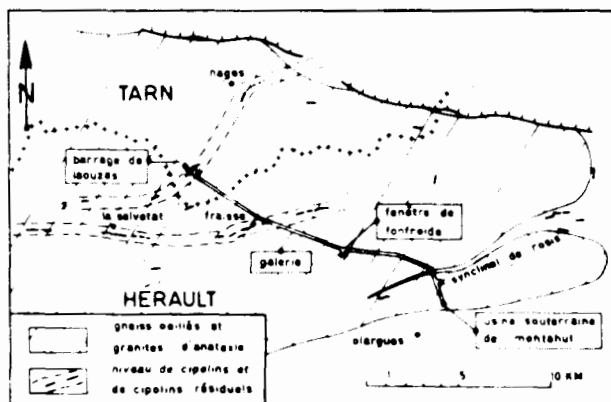 nages
N
TARN
barrage de
laouzas
la salvetat
fraisse
fenêtre de
fonfroide
galerie
synclinal de rosis
HERAULT
gneiss oeillés et
granites d'anatexie
niveau de cipolins et
de cipolins résiduels
olargues
usine souterraine
de montahut
1 5 10 KM